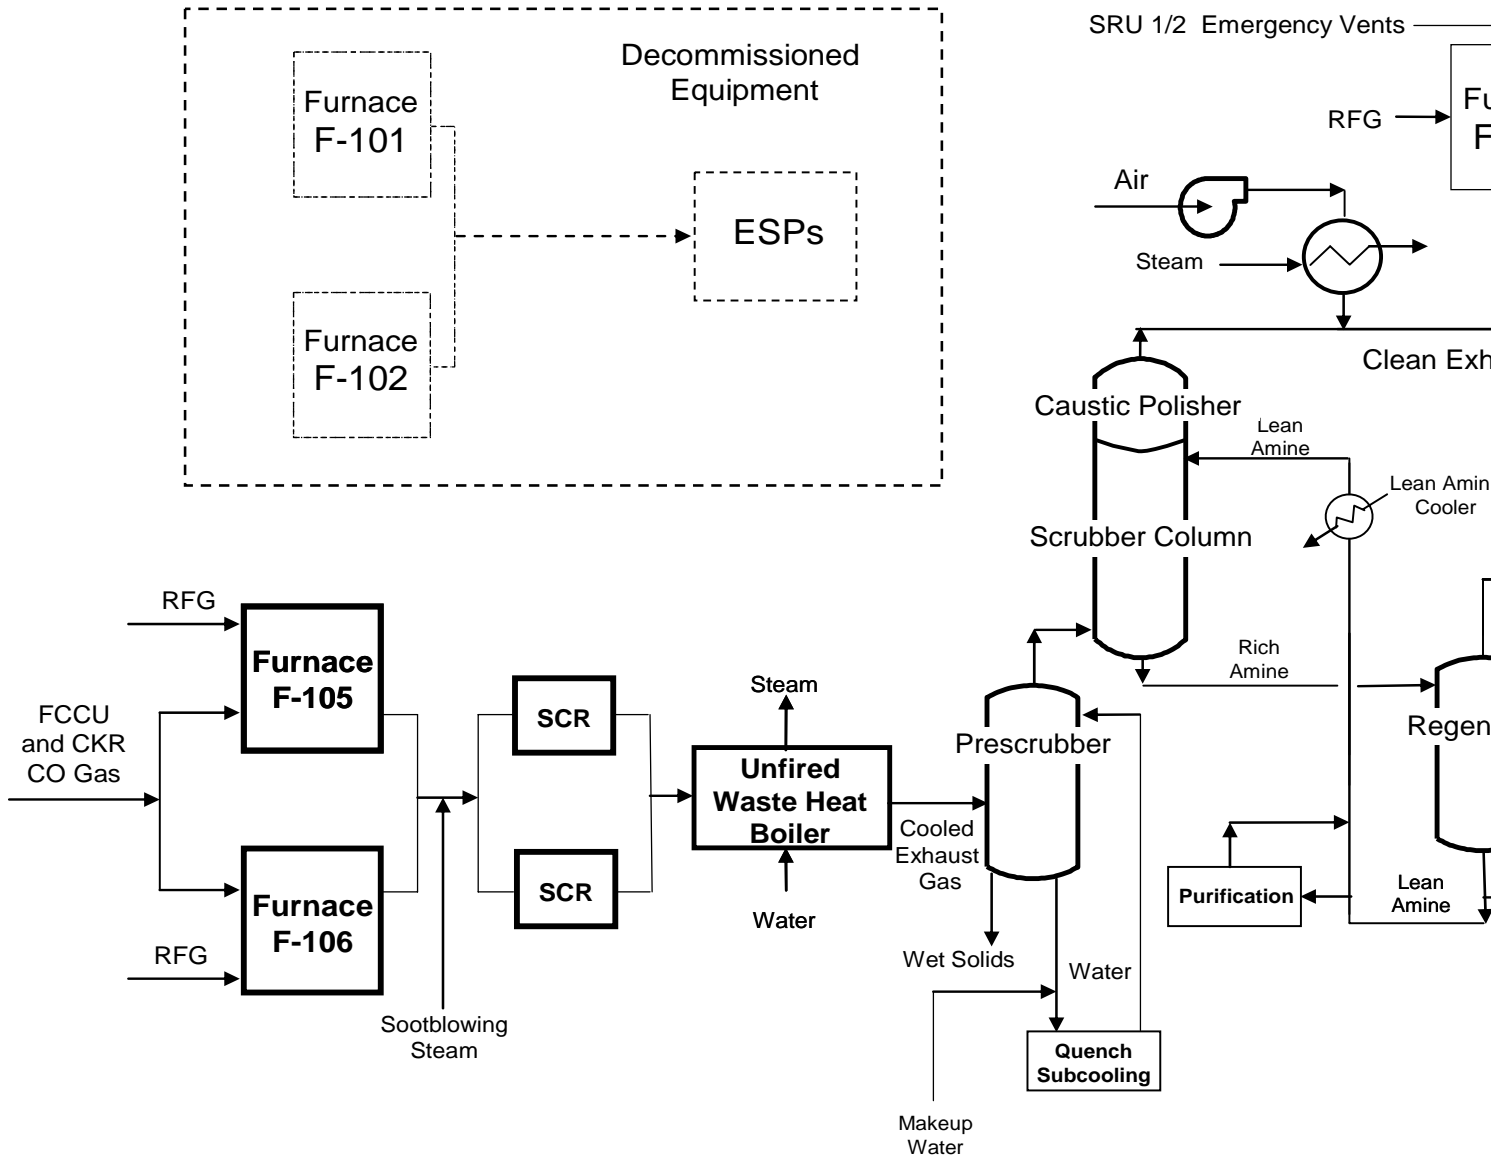 SRU 1/2  Emergency Vents
Decommissioned
Equipment
Furnace
F-101
ESPs
Furnace
F-102
RFG
Fu
F
Air
Steam
Clean Exh
Caustic Polisher
Lean
Amine
Lean Amin
Cooler
Scrubber Column
RFG
Furnace
F-105
FCCU
and CKR
CO Gas
Furnace
F-106
RFG
Sootblowing
Steam
SCR
SCR
Steam
Unfired
Waste Heat
Boiler
Water
Cooled
Exhaust
Gas
Prescrubber
Rich
Amine
Regen
Wet Solids
Water
Quench
Subcooling
Makeup
Water
Purification
Lean
Amine